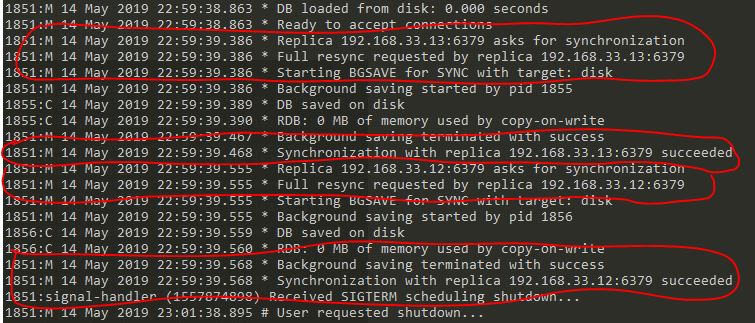 1851:M 14 May 2019 22:59:38.863 * DB loaded from disk: 0.000 seconds
1851:M 14 May 2019 22:59:38.863 * Ready to accept connections
1851:M 14 May 2019 22:59:39.386 * Replica 192.168.33.13:6379 asks for synchronization
1851:M 14 May 2019 22:59:39.386 * Full resync requested by replica 192.168.33.13:6379
1851:M 14 May 2019 22:59:39.386 * Starting BGSAVE for SYNC with target: disk
1851:M 14 May 2019 22:59:39.386 * Background saving started by pid 1855
1855:C 14 May 2019 22:59:39.389 * DB saved on disk
1855:C 14 May 2019 22:59:39.390 * RDB: 0 MB of memory used by copy-on-write
1851:M 14 May 2019 22:59:39.467 * Background saving terminated with success
1851:M 14 May 2019 22:59:39.468 * Synchronization with replica 192.168.33.13:6379 succeeded
1851:M 14 May 2019 22:59:39.555 * Replica 192.168.33.12:6379 asks for synchronization
1851:M 14 May 2019 22:59:39.555 * Full resync requested by replica 192.168.33.12:6379
1851:M 14 May 2019 22:59:39.555 * Starting BGSAVE for SYNC with target: disk
1851:M 14 May 2019 22:59:39.555 * Background saving started by pid 1856
1856:C 14 May 2019 22:59:39.559 * DB saved on disk
1856:C 14 May 2019 22:59:39.560 * RDB: 0 MB of memory used by copy-on-write
1851:M 14 May 2019 22:59:39.568 * Background saving terminated with success
1851:M 14 May 2019 22:59:39.568 * Synchronization with replica 192.168.33.12:6379 succeeded
1851:signal-handler (1557874898) Received SIGTERM scheduling shutdown...
1851:M 14 May 2019 23:01:38.895 # User requested shutdown...